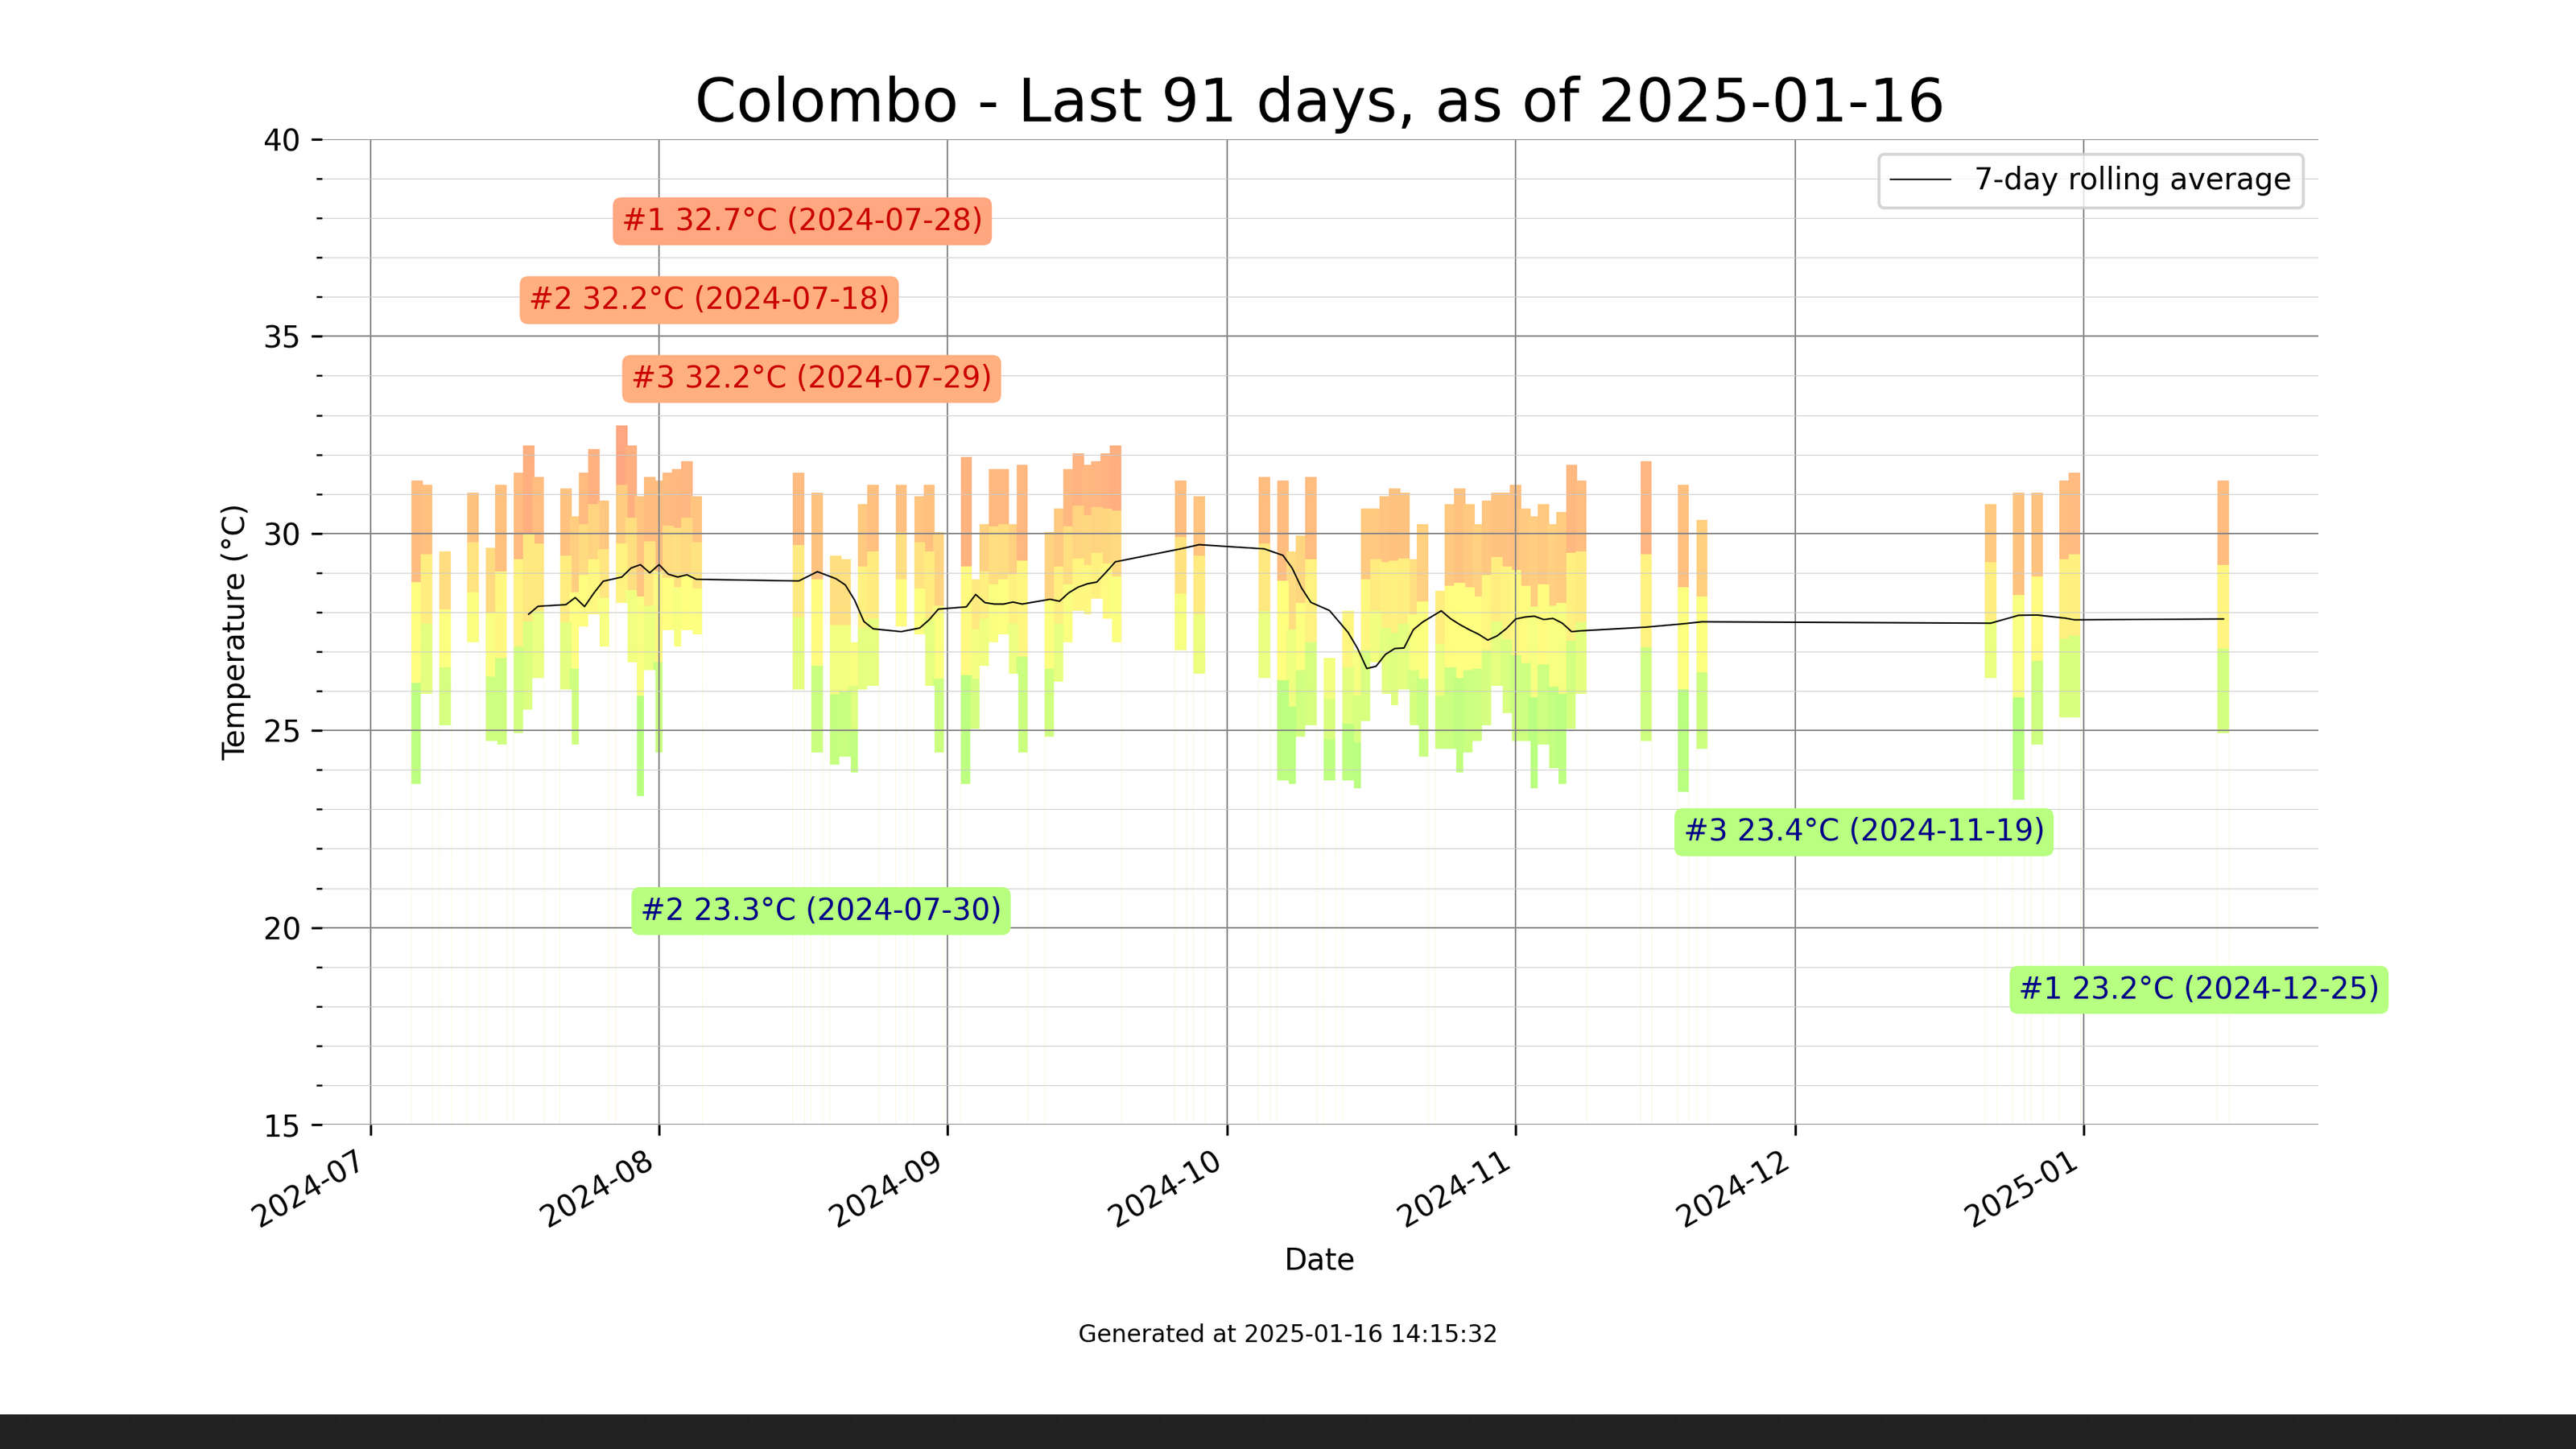 Colombo - Last 91 days, as of 2025-01-16
7-day rolling average
#1 32.7°C (2024-07-28)
#2 32.2°C (2024-07-18)
#3 32.2°C (2024-07-29)
#3 23.4°C (2024-11-19)
#2 23.3°C (2024-07-30)
#1 23.2°C (2024-12-25)
Temperature (°C)
40
35
30
25
20
15
2024-07
2024-08
2024-09
2024-10
2024-11
2024-12
2025-01
Date
Generated at 2025-01-16 14:15:32